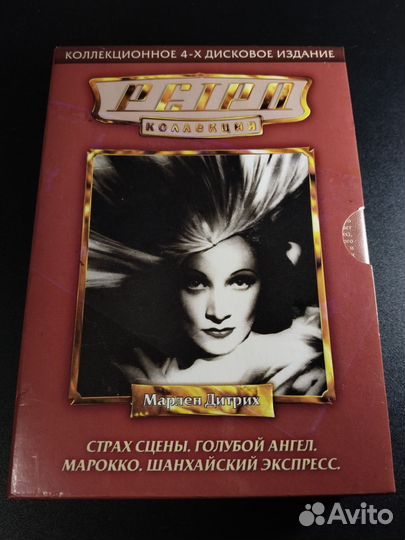 КОЛЛЕКЦИОННОЕ 4-Х ДИСКОВОЕ ИЗДАНИЕ
РЕТРО
КОЛЛЕКЦИЯ
Марлен Дитрих
СТРАХ СЦЕНЫ. ГОЛУБОЙ АНГЕЛ.
МАРОККО. ШАНХАЙСКИЙ ЭКСПРЕСС.
Avito